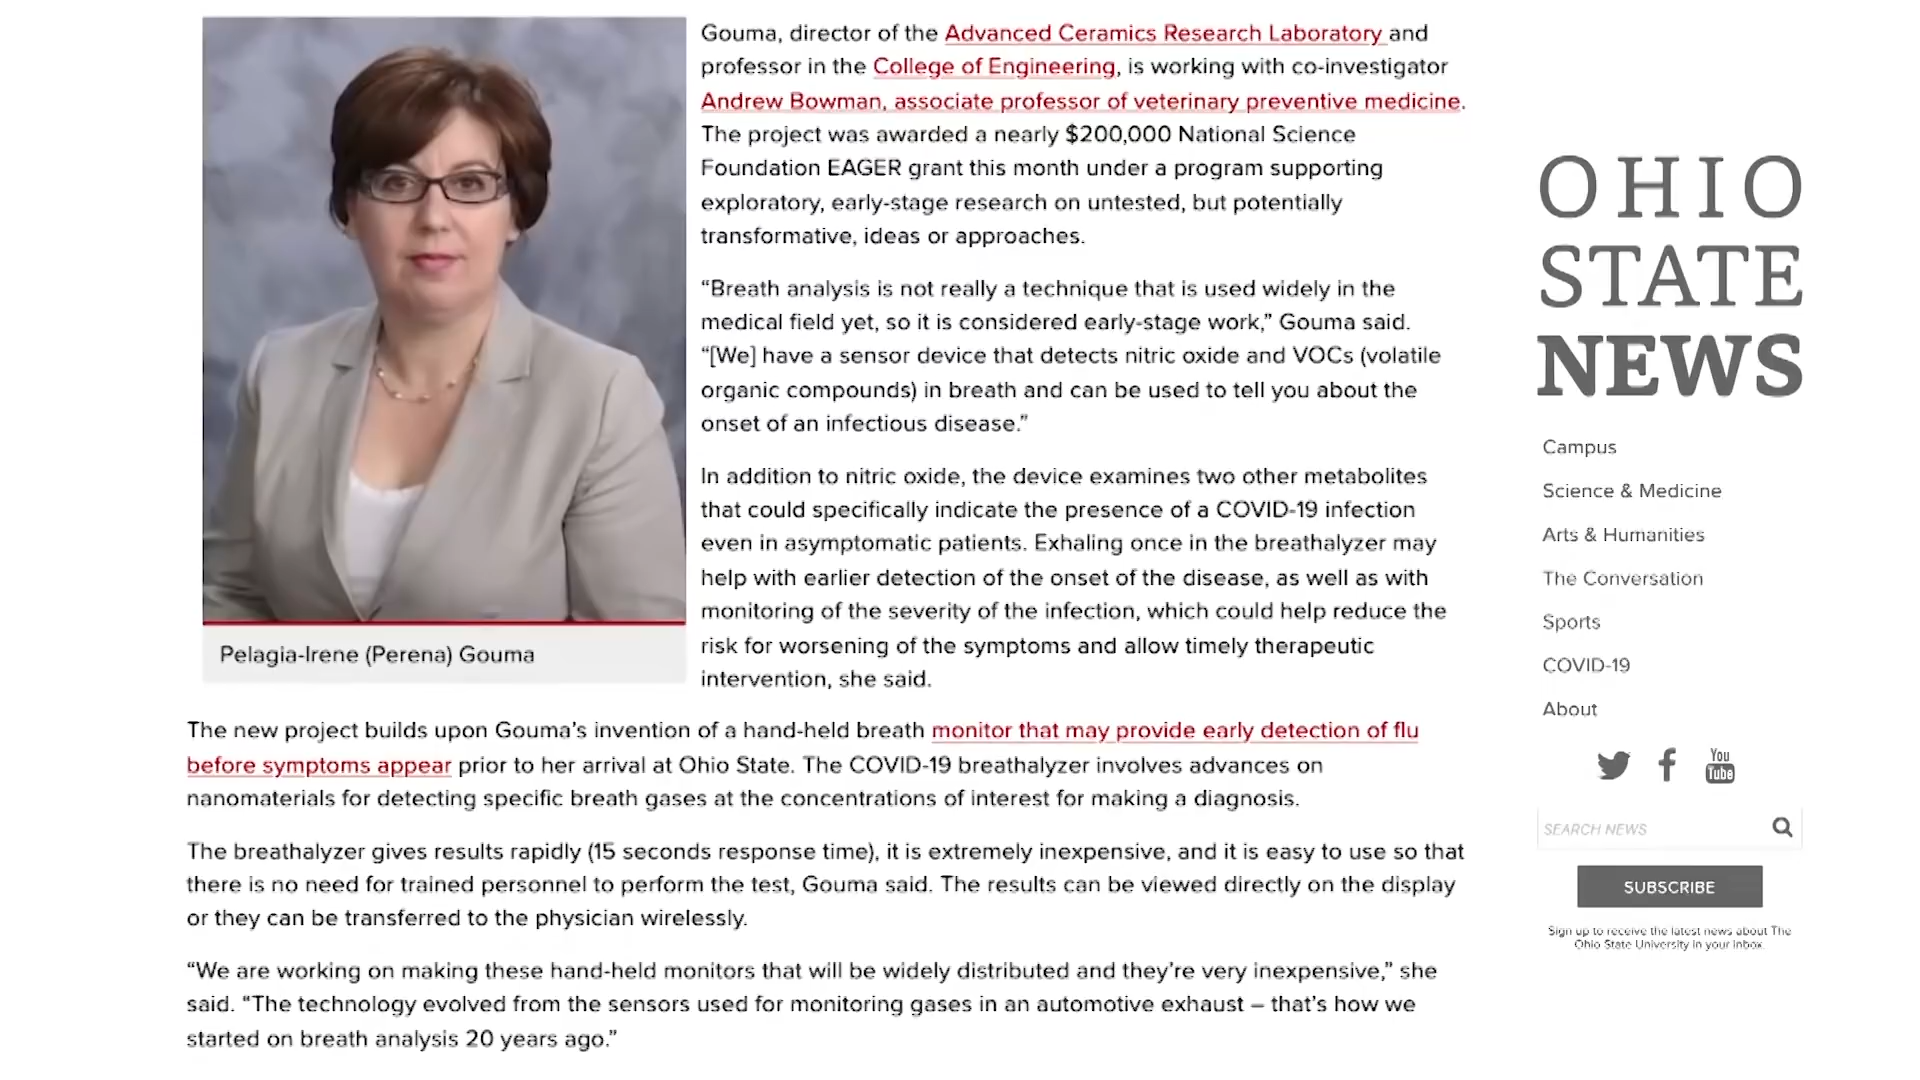 Gouma, director of the Advanced Ceramics Research Laboratory and
professor in the College of Engineering, is working with co-investigator
Andrew Bowman, associate professor of veterinary preventive medicine.
The project was awarded a nearly $200,000 National Science
Foundation EAGER grant this month under a program supporting
exploratory, early-stage research on untested, but potentially
transformative, ideas or approaches.
“Breath analysis is not really a technique that is used widely in the
medical field yet, so it is considered early-stage work,” Gouma said.
“[We] have a sensor device that detects nitric oxide and VOCs (volatile
organic compounds) in breath and can be used to tell you about the
onset of an infectious disease.”
In addition to nitric oxide, the device examines two other metabolites
that could specifically indicate the presence of a COVID-19 infection
even in asymptomatic patients. Exhaling once in the breathalyzer may
help with earlier detection of the onset of the disease, as well as with
monitoring of the severity of the infection, which could help reduce the
risk for worsening of the symptoms and allow timely therapeutic
intervention, she said.
Pelagia-Irene (Perena) Gouma
The new project builds upon Gouma’s invention of a hand-held breath monitor that may provide early detection of flu
before symptoms appear prior to her arrival at Ohio State. The COVID-19 breathalyzer involves advances on
nanomaterials for detecting specific breath gases at the concentrations of interest for making a diagnosis.
The breathalyzer gives results rapidly (15 seconds response time), it is extremely inexpensive, and it is easy to use so that
there is no need for trained personnel to perform the test, Gouma said. The results can be viewed directly on the display
or they can be transferred to the physician wirelessly.
“We are working on making these hand-held monitors that will be widely distributed and they’re very inexpensive,” she
said. “The technology evolved from the sensors used for monitoring gases in an automotive exhaust – that’s how we
started on breath analysis 20 years ago.”
OHIO
STATE
NEWS
Campus
Science & Medicine
Arts & Humanities
The Conversation
Sports
COVID-19
About
You
Tube
SEARCH NEWS
SUBSCRIBE
Sign up to receive the latest news about The
Ohio State University in your inbox.